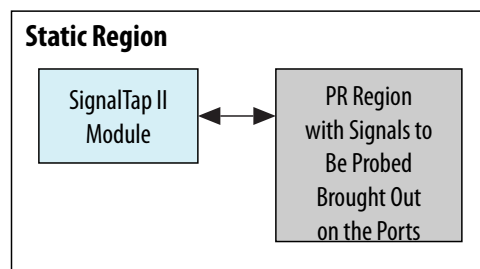 Static Region
SignalTap II
Module
PR Region
with Signals to
Be Probed
Brought Out
on the Ports